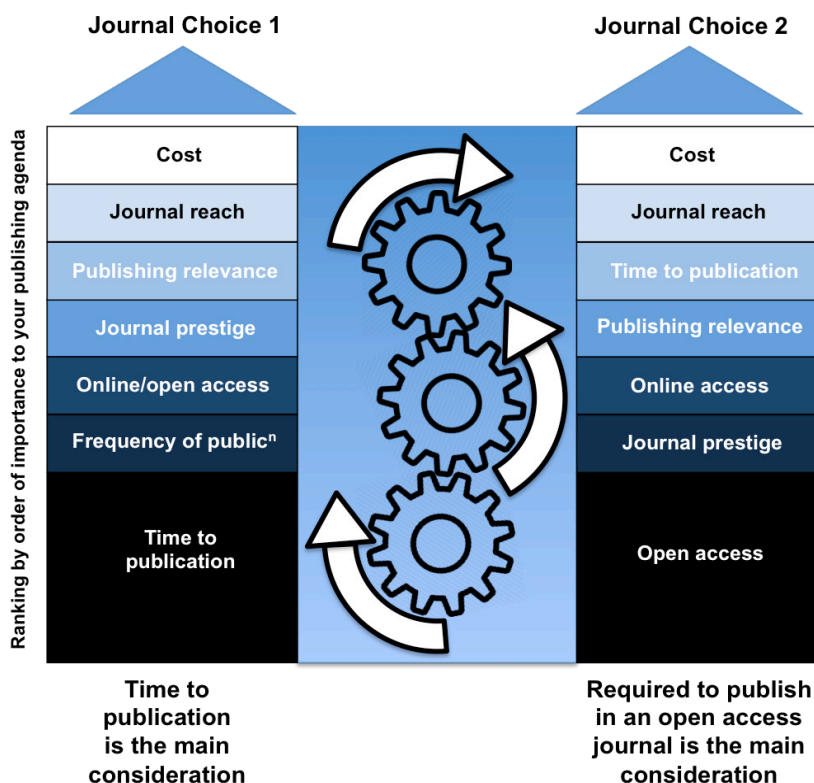 Journal Choice 1
Cost
Journal reach
Publishing relevance
Journal prestige
Online/open access
Frequency of publicⁿ
Time to
publication
Time to
publication
is the main
consideration
Ranking by order of importance to your publishing agenda
Journal Choice 2
Cost
Journal reach
Time to publication
Publishing relevance
Online access
Journal prestige
Open access
Required to publish
in an open access
journal is the main
consideration